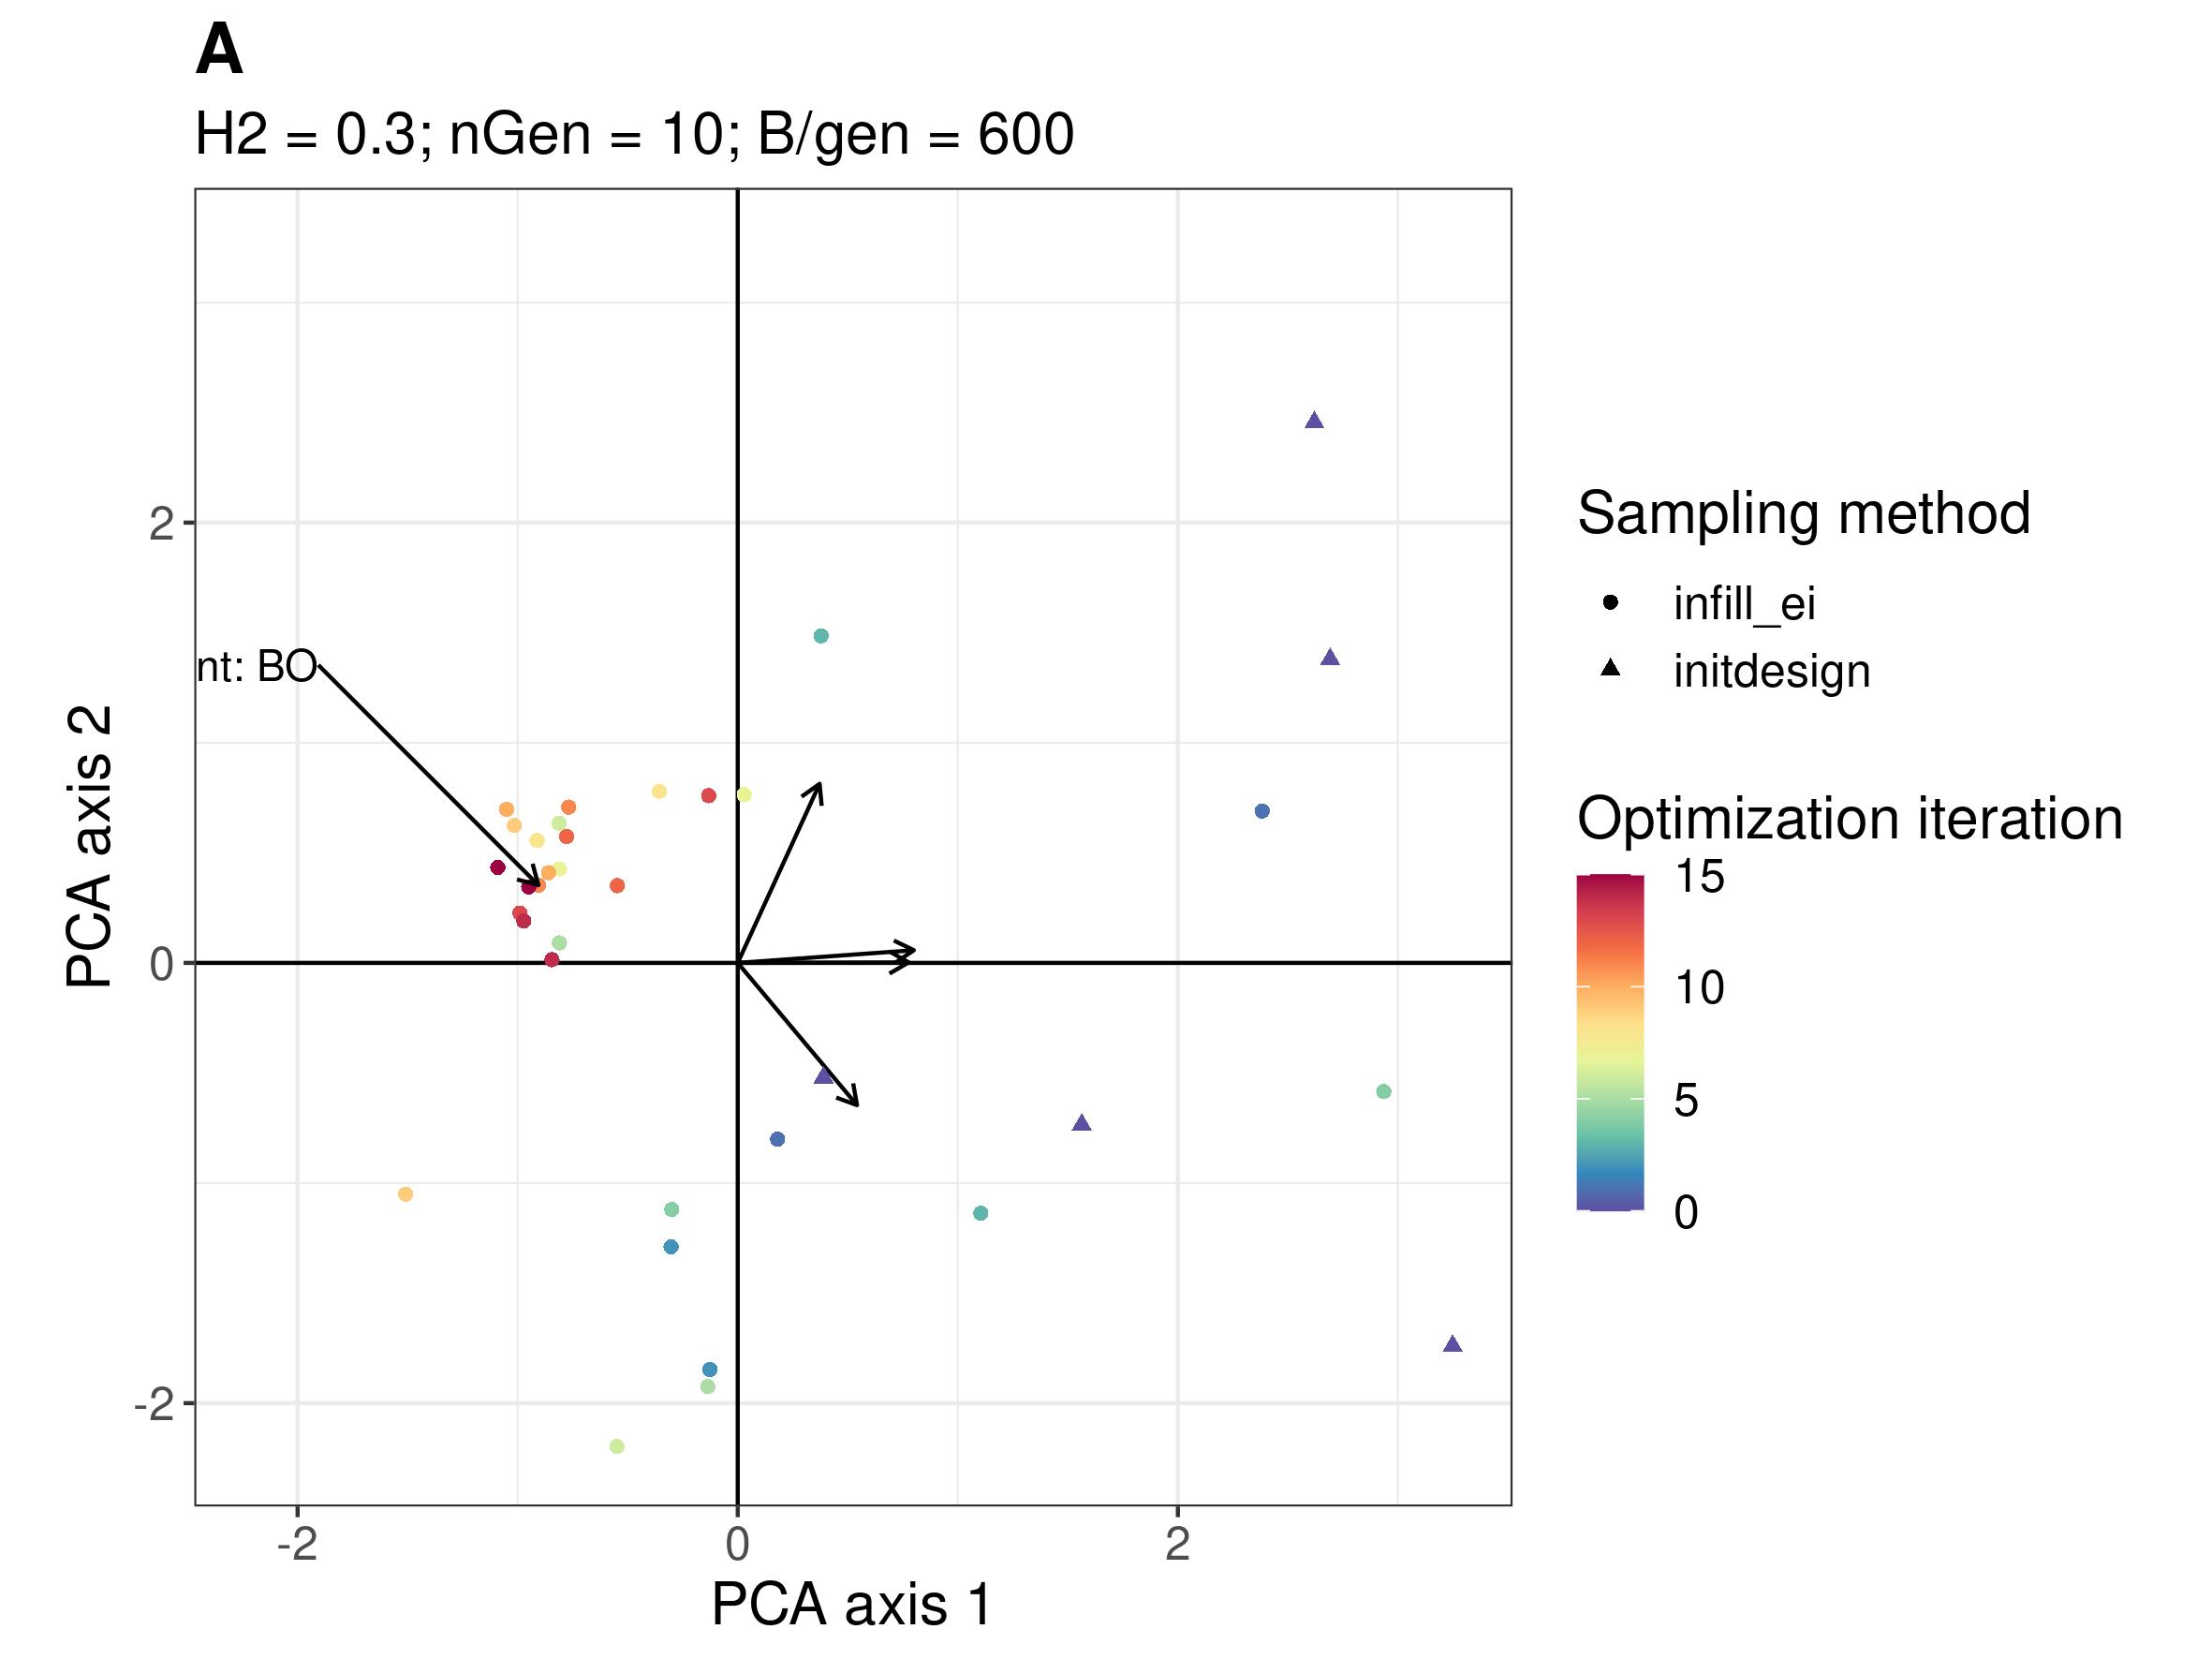 A
H2 = 0.3; nGen = 10; B/gen = 600
PCA axis 2
2
0
-2
nt: BO
-2
0
2
PCA axis 1
Sampling method
infill_ei
initdesign
Optimization iteration
15
10
5
0